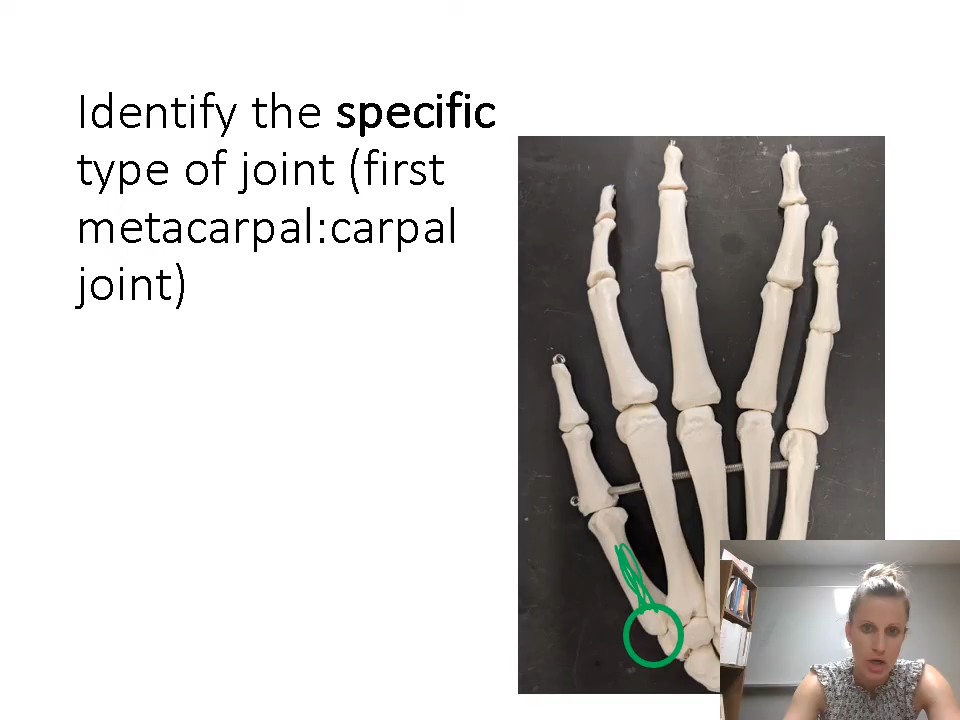 Identify the specific
type of joint (first
metacarpal:carpal
joint)